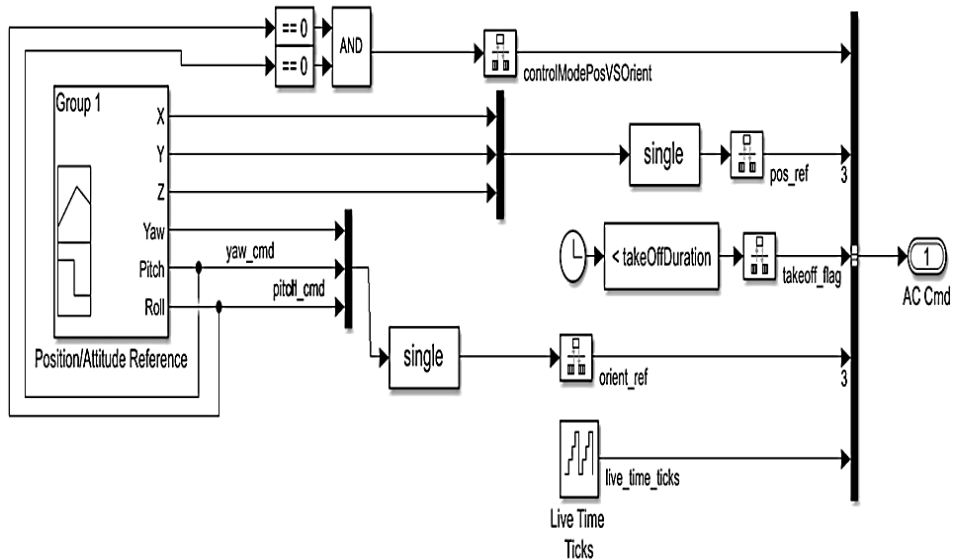 == 0
== 0
AND
controlModePosVSOrient
Group 1
X
Y
Z
Yaw
Pitch
Roll
yaw_cmd
Position/Attitude Reference
single
pos_ref
3
< takeOffDuration
takeoff_flag
1
AC Cmd
single
orient_ref
3
live_time_ticks
Live Time
Ticks